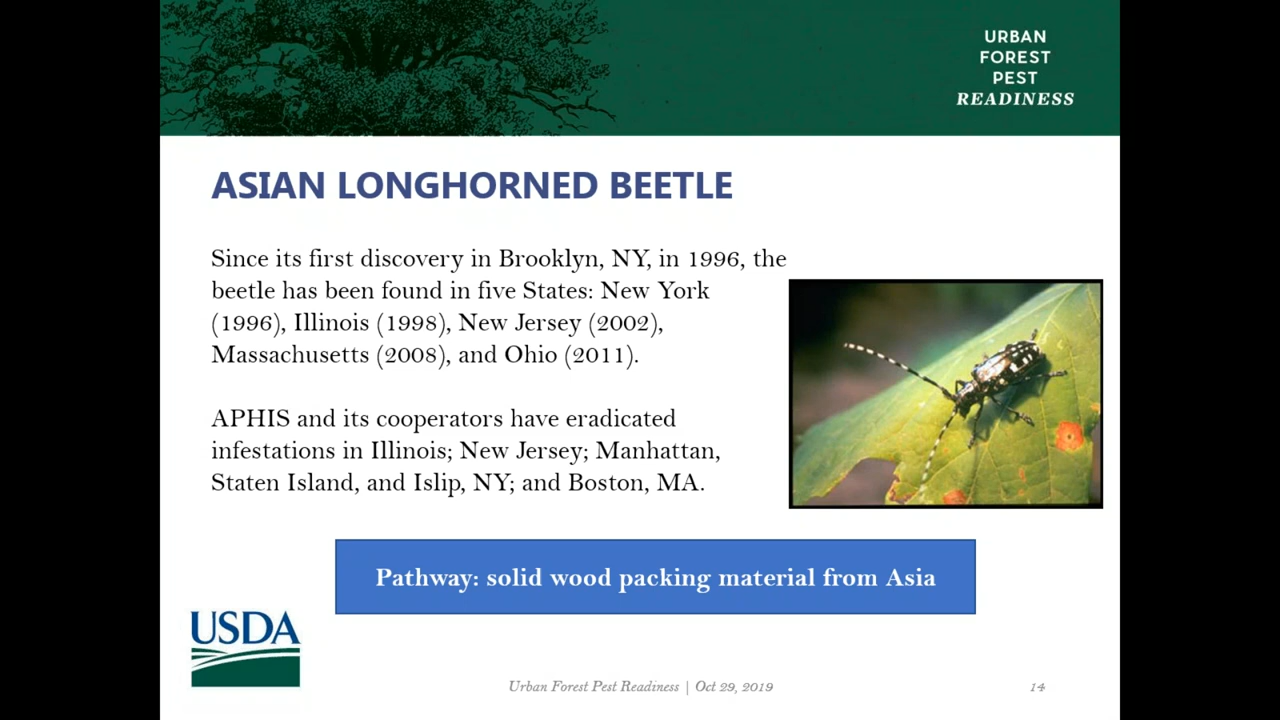 URBAN
FOREST
PEST
READINESS
ASIAN LONGHORNED BEETLE
Since its first discovery in Brooklyn, NY, in 1996, the
beetle has been found in five States: New York
(1996), Illinois (1998), New Jersey (2002),
Massachusetts (2008), and Ohio (2011).
APHIS and its cooperators have eradicated
infestations in Illinois; New Jersey; Manhattan,
Staten Island, and Islip, NY; and Boston, MA.
Pathway: solid wood packing material from Asia
USDA
Urban Forest Pest Readiness | Oct 29, 2019
14